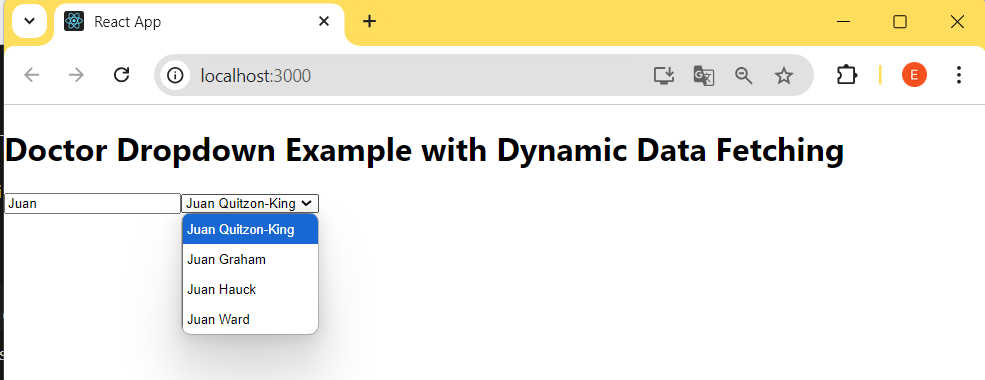 React App
localhost:3000
E
Doctor Dropdown Example with Dynamic Data Fetching
Juan Juan Quitzon-King
Juan Quitzon-King
Juan Graham
Juan Hauck
Juan Ward